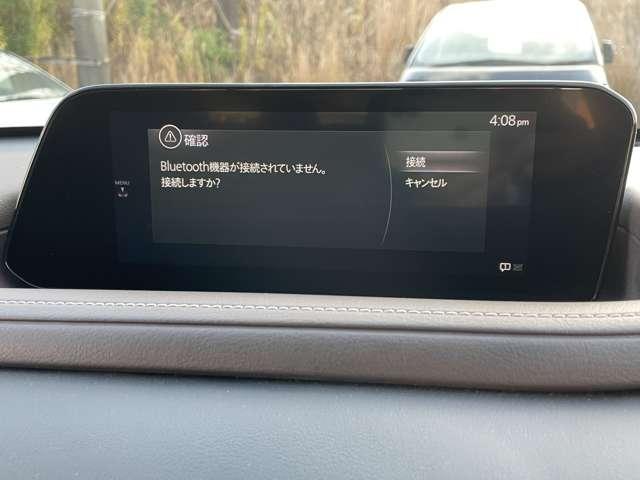 4:08pm
確認
Bluetooth機器が接続されていません。
接続しますか?
接続
キャンセル
MENU